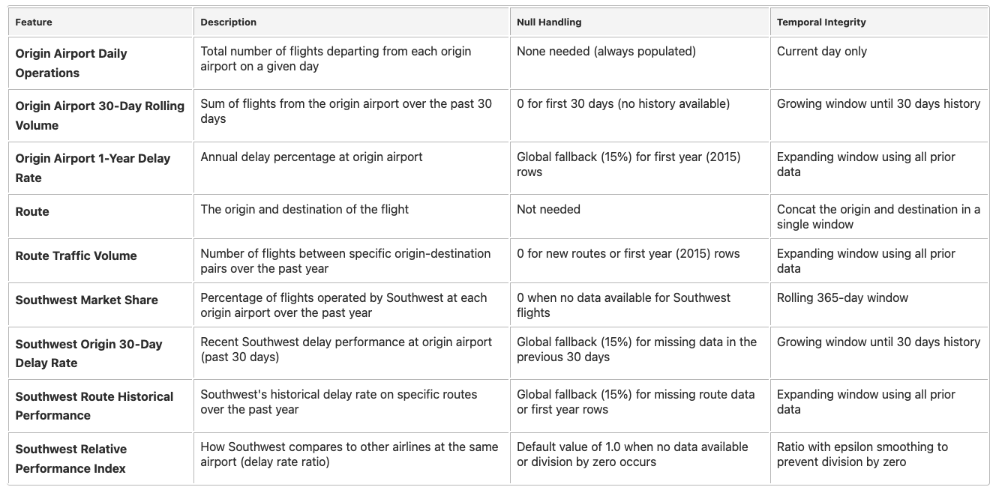 Feature Description Null Handling Temporal Integrity
Origin Airport Daily
Operations
Total number of flights departing from each origin
airport on a given day
None needed (always populated)
Current day only
Origin Airport 30-Day Rolling
Volume
Sum of flights from the origin airport over the past 30
days
0 for first 30 days (no history available)
Growing window until 30 days history
Origin Airport 1-Year Delay
Rate
Annual delay percentage at origin airport
Global fallback (15%) for first year (2015)
rows
Expanding window using all prior
data
Route
The origin and destination of the flight
Not needed
Concat the origin and destination in a
single window
Route Traffic Volume
Number of flights between specific origin-destination
pairs over the past year
0 for new routes or first year (2015) rows
Expanding window using all prior
data
Southwest Market Share
Percentage of flights operated by Southwest at each
origin airport over the past year
0 when no data available for Southwest
flights
Rolling 365-day window
Southwest Origin 30-Day
Delay Rate
Recent Southwest delay performance at origin airport
(past 30 days)
Global fallback (15%) for missing data in the
previous 30 days
Growing window until 30 days history
Southwest Route Historical
Performance
Southwest's historical delay rate on specific routes
over the past year
Global fallback (15%) for missing route data
or first year rows
Expanding window using all prior
data
Southwest Relative
Performance Index
How Southwest compares to other airlines at the same
airport (delay rate ratio)
Default value of 1.0 when no data available
or division by zero occurs
Ratio with epsilon smoothing to
prevent division by zero